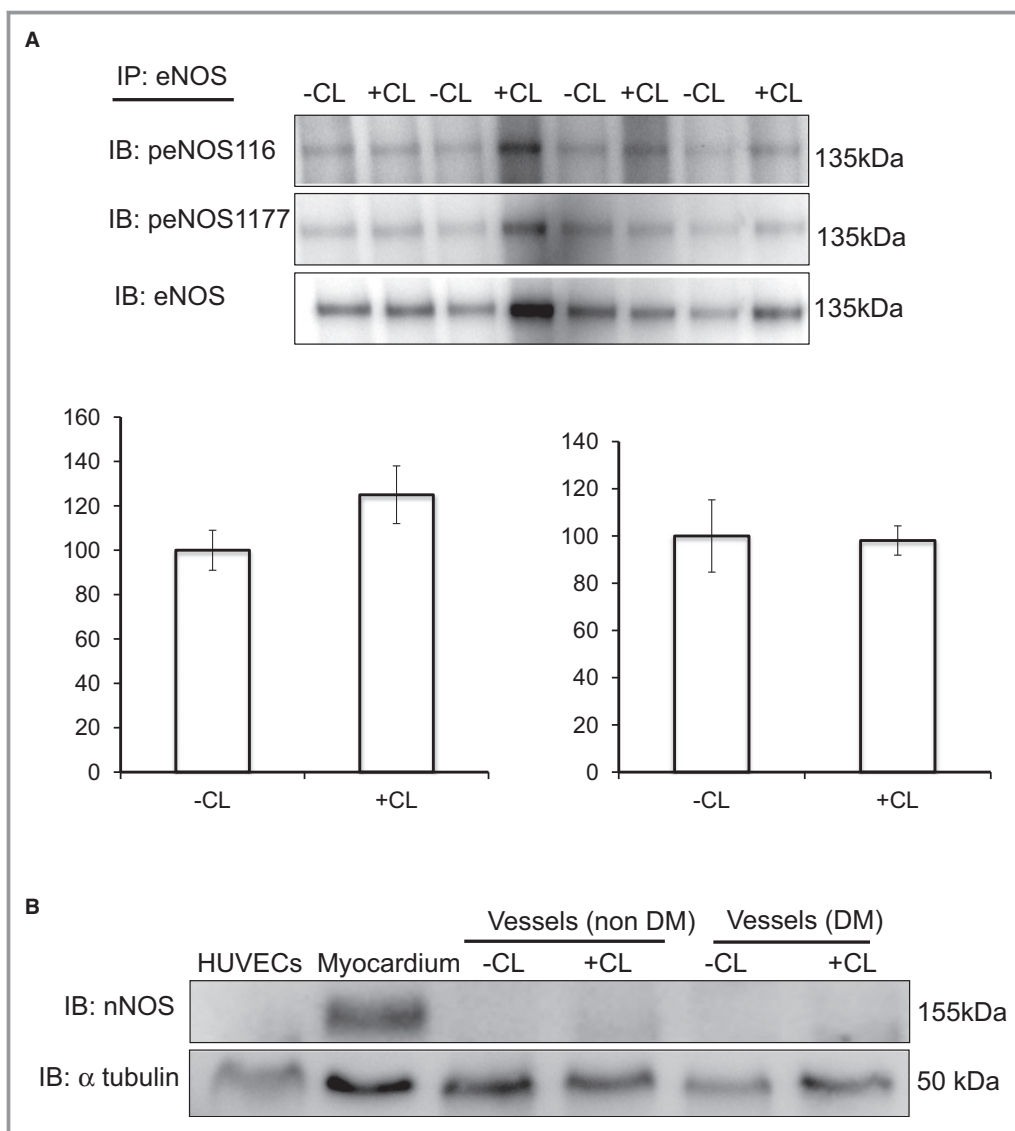 A
IP: eNOS
-CL +CL -CL +CL -CL +CL -CL +CL
IB: peNOS116
135kDa
IB: peNOS1177
135kDa
IB: eNOS
135kDa
160
140
120
100
80
60
40
20
0
-CL +CL
140
120
100
80
60
40
20
0
-CL +CL
B
Vessels (non DM) Vessels (DM)
HUVECs Myocardium -CL +CL -CL +CL
IB: nNOS
155kDa
IB: α tubulin
50 kDa